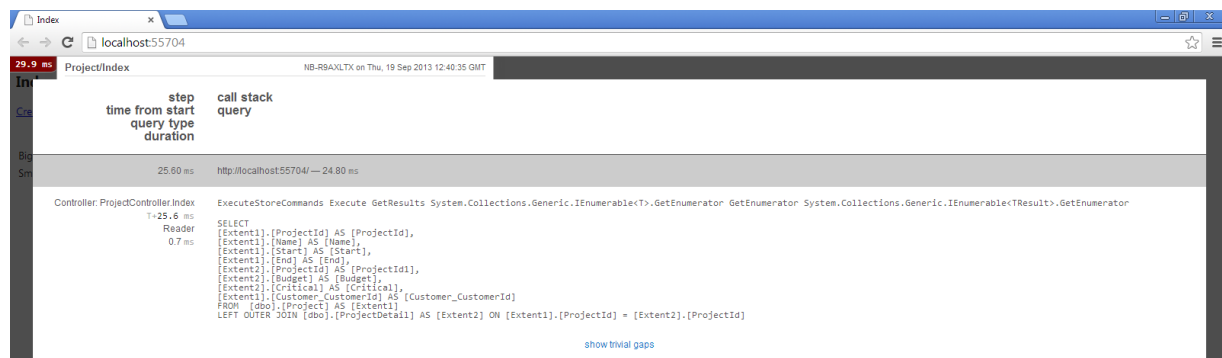 Index
localhost:55704
29.9 ms
Project/Index
NB-R9AXLTX on Thu, 19 Sep 2013 12:40:35 GMT
Ind
Cre
Big
Sm
step
time from start
query type
duration
call stack
query
25.60 ms
http://localhost:55704/ — 24.80 ms
Controller: ProjectController.Index
T+25.6 ms
Reader
0.7 ms
ExecuteStoreCommands Execute GetResults System.Collections.Generic.IEnumerable<T>.GetEnumerator GetEnumerator System.Collections.Generic.IEnumerable<TResult>.GetEnumerator
SELECT
[Extent1].[ProjectId] AS [ProjectId],
[Extent1].[Name] AS [Name],
[Extent1].[Start] AS [Start],
[Extent1].[End] AS [End],
[Extent2].[ProjectId] AS [ProjectId1],
[Extent2].[Budget] AS [Budget],
[Extent2].[Critical] AS [Critical],
[Extent1].[Customer_CustomerId] AS [Customer_CustomerId]
FROM  [dbo].[Project] AS [Extent1]
LEFT OUTER JOIN [dbo].[ProjectDetail] AS [Extent2] ON [Extent1].[ProjectId] = [Extent2].[ProjectId]
show trivial gaps